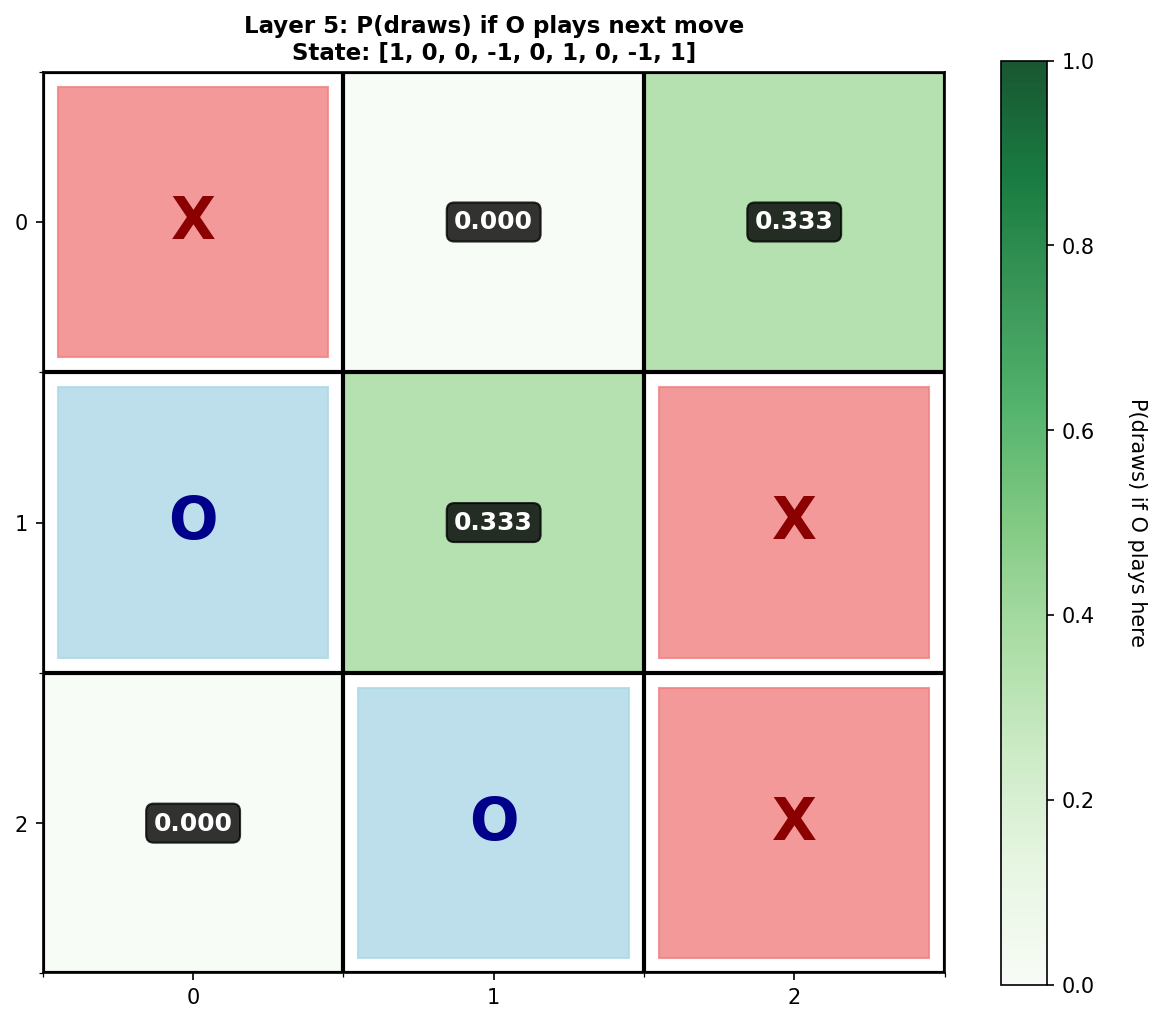 Layer 5: P(draws) if O plays next move
State: [1, 0, 0, -1, 0, 1, 0, -1, 1]
X
0.000
0.333
O
0.333
X
0.000
O
X
0
1
2
0
1
2
1.0
0.8
0.6
0.4
0.2
0.0
P(draws) if O plays here